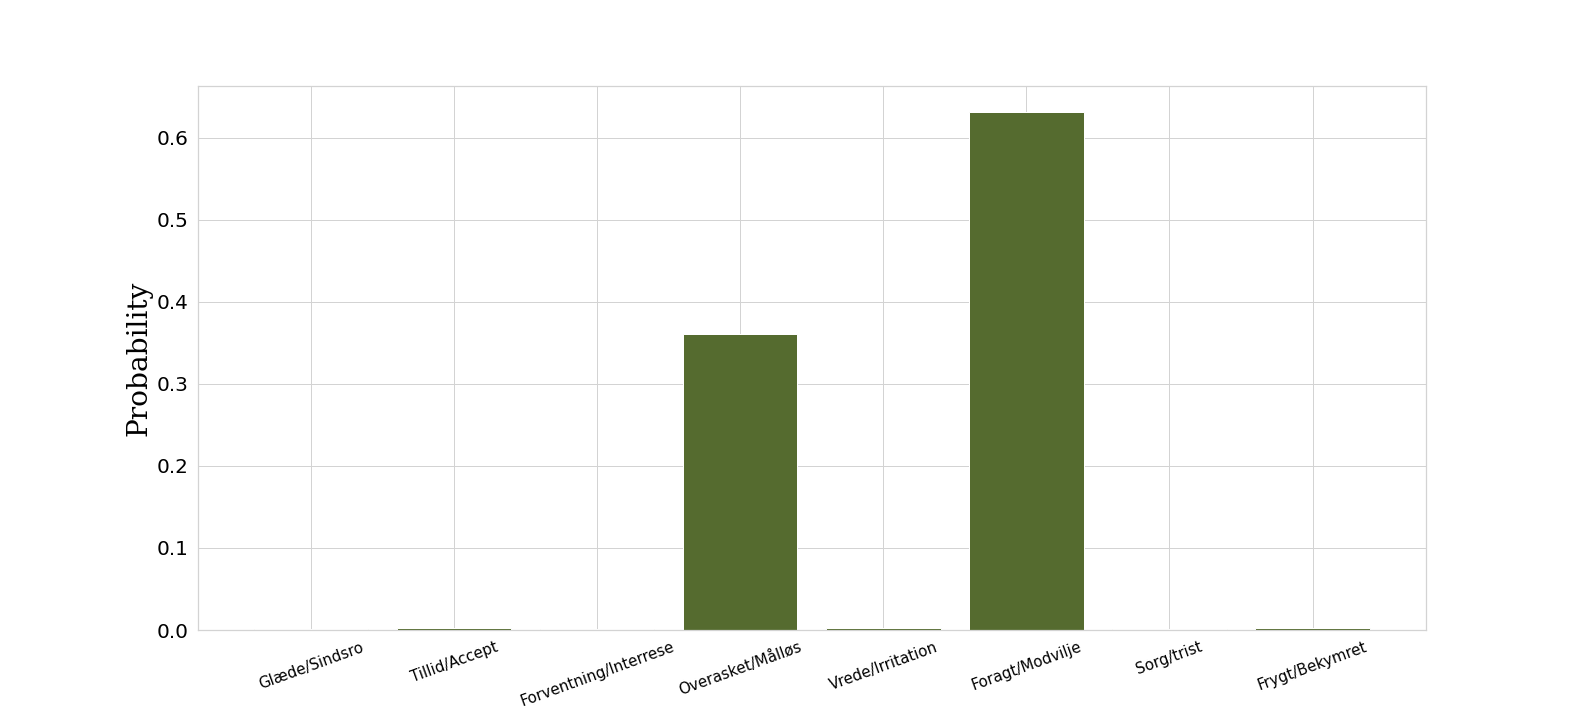 Probability
0.6
0.5
0.4
0.3
0.2
0.1
0.0
Glæde/Sindsro
Tillid/Accept
Forventning/Interrese
Overasket/Målløs
Vrede/Irritation
Foragt/Modvilje
Sorg/trist
Frygt/Bekymret